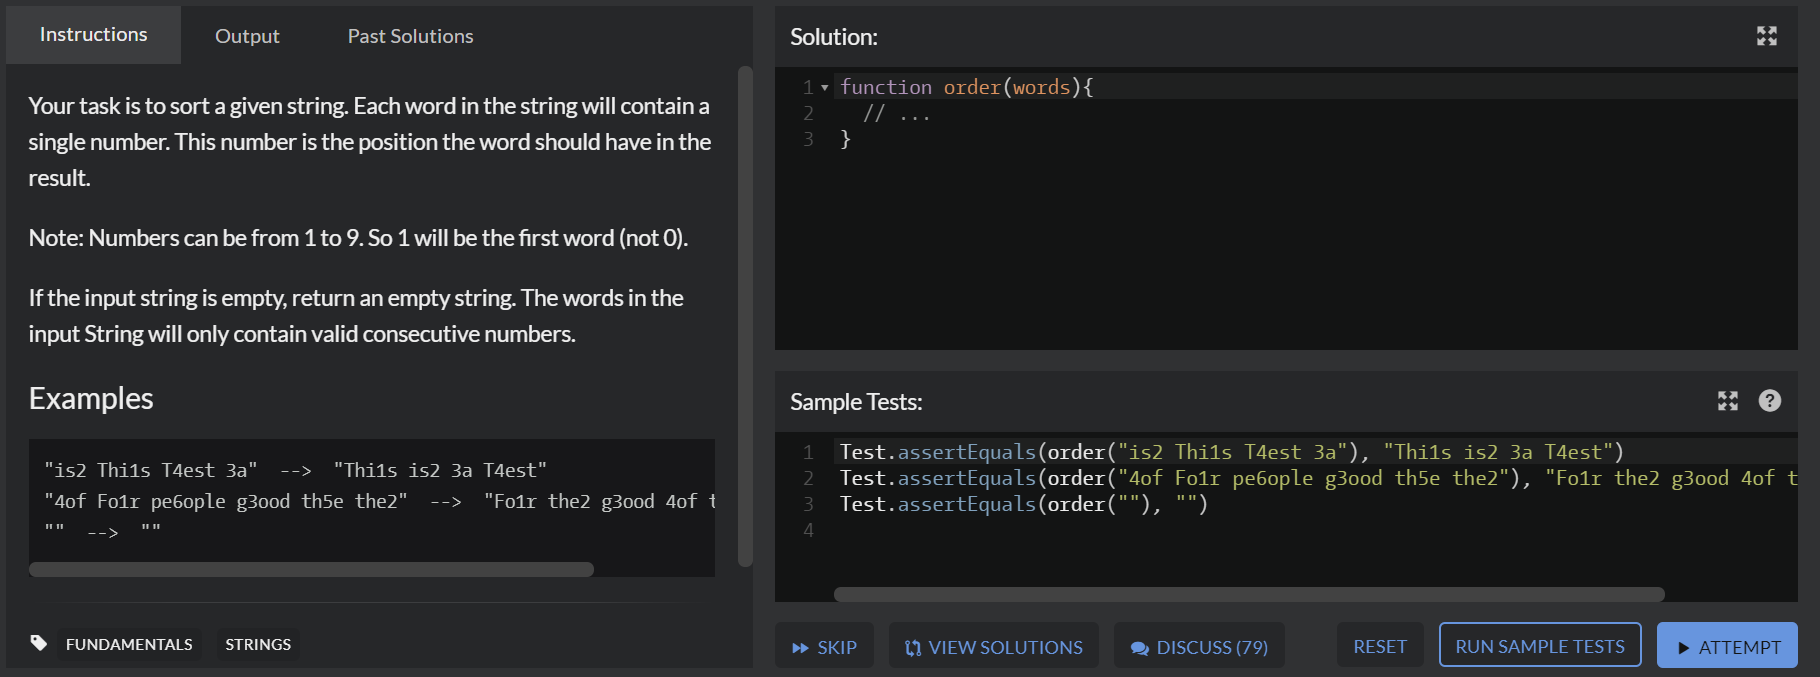 Instructions Output Past Solutions
Your task is to sort a given string. Each word in the string will contain a
single number. This number is the position the word should have in the
result.
Note: Numbers can be from 1 to 9. So 1 will be the first word (not 0).
If the input string is empty, return an empty string. The words in the
input String will only contain valid consecutive numbers.
Examples
"is2 Thi1s T4est 3a"  -->  "Thi1s is2 3a T4est"
"4of Fo1r pe6ople g3ood th5e the2"  -->  "Fo1r the2 g3ood 4of t
""  -->  ""
FUNDAMENTALS STRINGS
Solution:
1 function order(words){
2   // ...
3 }
Sample Tests:
1 Test.assertEquals(order("is2 Thi1s T4est 3a"), "Thi1s is2 3a T4est")
2 Test.assertEquals(order("4of Fo1r pe6ople g3ood th5e the2"), "Fo1r the2 g3ood 4of t
3 Test.assertEquals(order(""), "")
4
SKIP VIEW SOLUTIONS DISCUSS (79) RESET RUN SAMPLE TESTS ATTEMPT